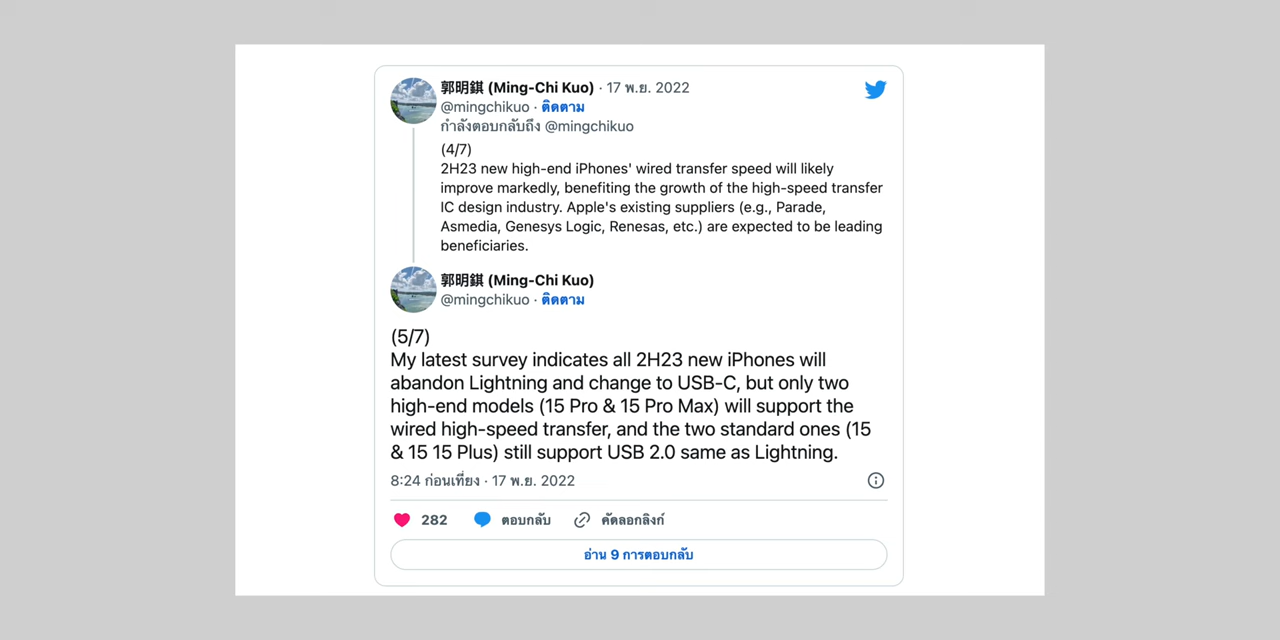 郭明錤 (Ming-Chi Kuo) · 17 พ.ย. 2022
@mingchikuo · ติดตาม
กำลังตอบกลับถึง @mingchikuo
(4/7)
2H23 new high-end iPhones' wired transfer speed will likely
improve markedly, benefiting the growth of the high-speed transfer
IC design industry. Apple's existing suppliers (e.g., Parade,
Asmedia, Genesys Logic, Renesas, etc.) are expected to be leading
beneficiaries.
郭明錤 (Ming-Chi Kuo)
@mingchikuo · ติดตาม
(5/7)
My latest survey indicates all 2H23 new iPhones will
abandon Lightning and change to USB-C, but only two
high-end models (15 Pro & 15 Pro Max) will support the
wired high-speed transfer, and the two standard ones (15
& 15 15 Plus) still support USB 2.0 same as Lightning.
8:24 ก่อนเที่ยง · 17 พ.ย. 2022
282 ตอบกลับ คัดลอกลิงก์
อ่าน 9 การตอบกลับ